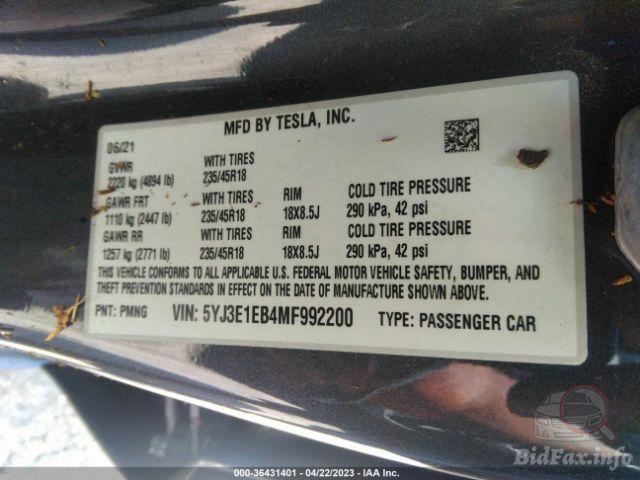 MFD BY TESLA, INC.
06/21
GVWR WITH TIRES
2220 kg (4894 lb) 235/45R18
GAWR FRT WITH TIRES RIM COLD TIRE PRESSURE
1110 kg (2447 lb) 235/45R18 18X8.5J 290 kPa, 42 psi
GAWR RR WITH TIRES RIM COLD TIRE PRESSURE
1257 kg (2771 lb) 235/45R18 18X8.5J 290 kPa, 42 psi
THIS VEHICLE CONFORMS TO ALL APPLICABLE U.S. FEDERAL MOTOR VEHICLE SAFETY, BUMPER, AND
THEFT PREVENTION STANDARDS IN EFFECT ON THE DATE OF MANUFACTURE SHOWN ABOVE.
PNT: PMNG VIN: 5YJ3E1EB4MF992200 TYPE: PASSENGER CAR
BidFax.info
000-36431401 - 04/22/2023 - IAA Inc.